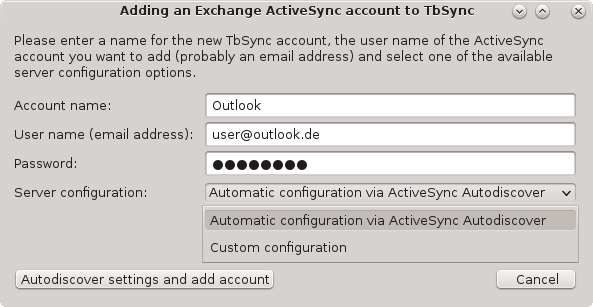 Adding an Exchange ActiveSync account to TbSync
Please enter a name for the new TbSync account, the user name of the ActiveSync
account you want to add (probably an email address) and select one of the available
server configuration options.
Account name: Outlook
User name (email address): user@outlook.de
Password: ●●●●●●●●
Server configuration: Automatic configuration via ActiveSync Autodiscover
Automatic configuration via ActiveSync Autodiscover
Custom configuration
Autodiscover settings and add account Cancel